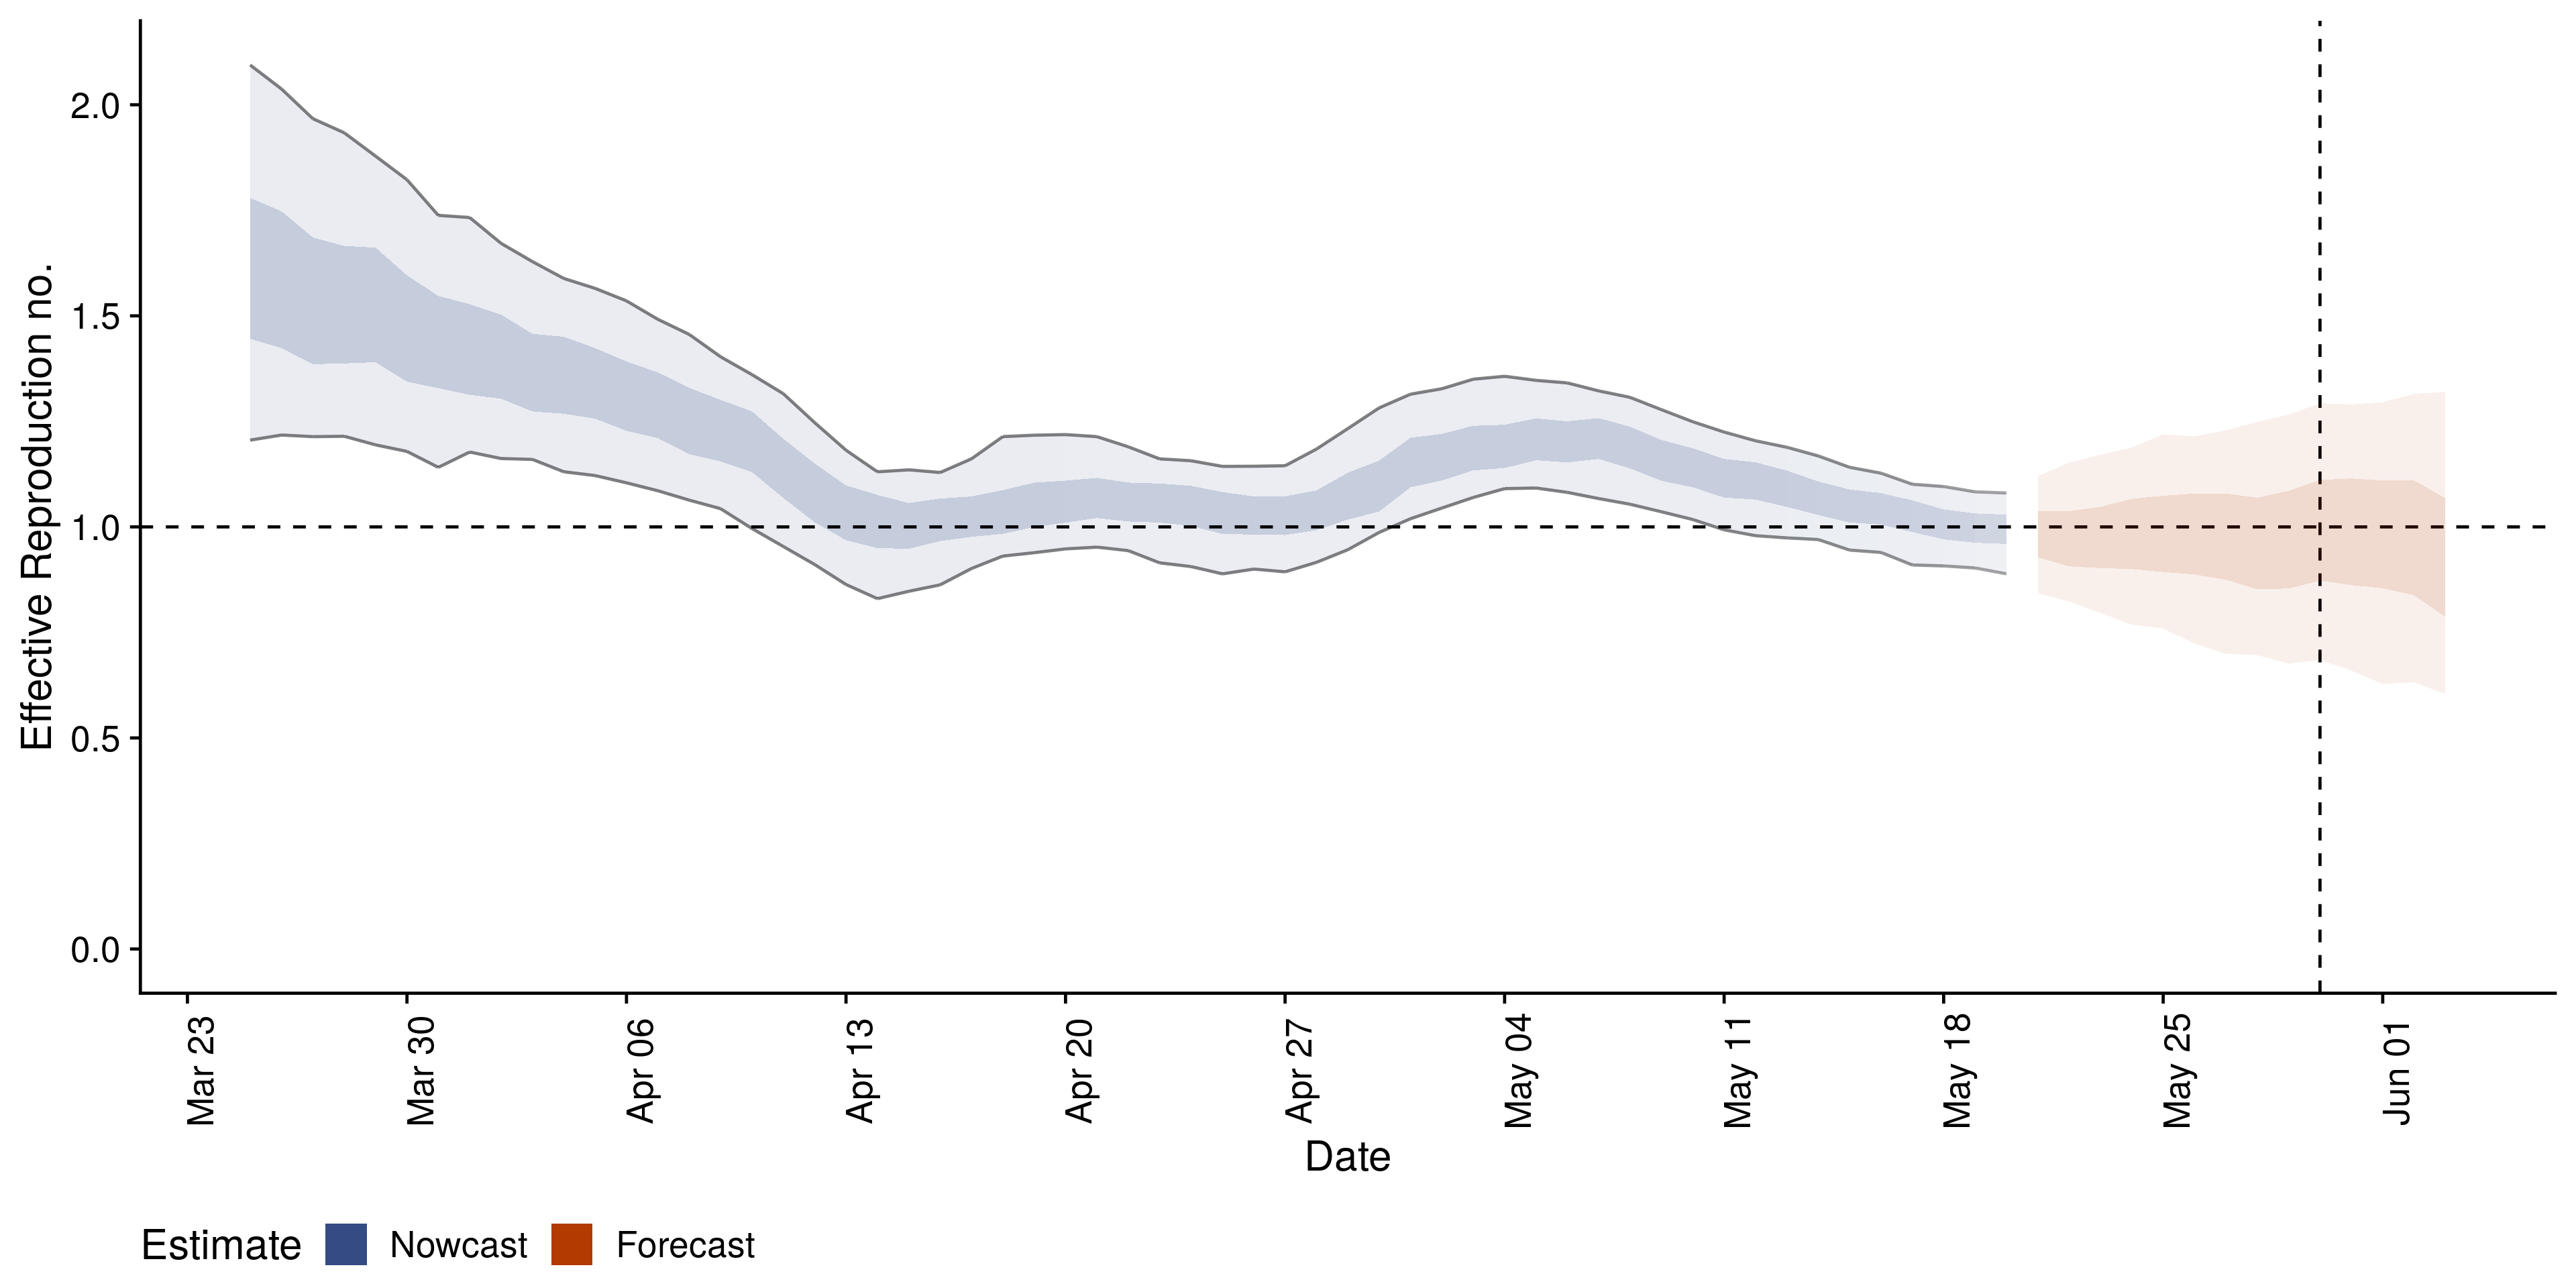 Effective Reproduction no.
2.0
1.5
1.0
0.5
0.0
Mar 23
Mar 30
Apr 06
Apr 13
Apr 20
Apr 27
May 04
May 11
May 18
May 25
Jun 01
Date
Estimate Nowcast Forecast